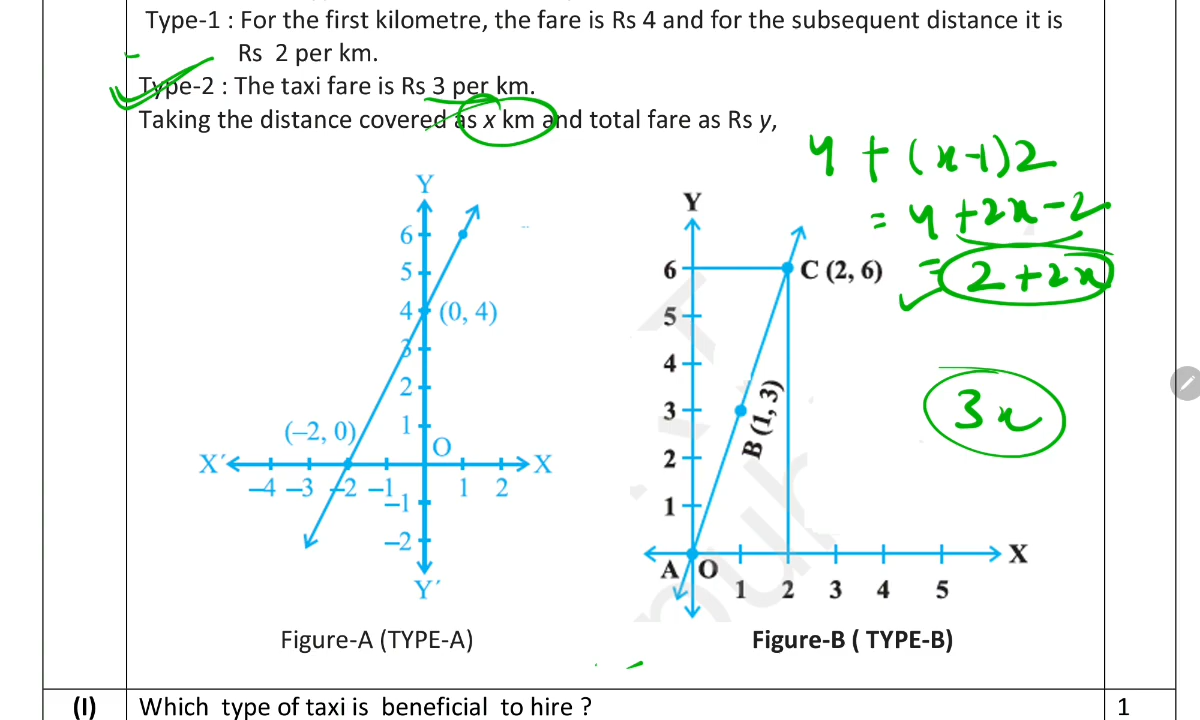 Type-1 : For the first kilometre, the fare is Rs 4 and for the subsequent distance it is
Rs 2 per km.
Type-2 : The taxi fare is Rs 3 per km.
Taking the distance covered as x km and total fare as Rs y,
4 + (x-1)2
= 4 +2x-2
= 2 +2x
3x
Y
6
5
4 (0, 4)
3
2
(–2, 0) 1
O
X′ X
–4 –3 –2 –1 1 2
–1
–2
Y′
Figure-A (TYPE-A)
Y
6 C (2, 6)
5
4
3
B (1, 3)
2
1
A O X
1 2 3 4 5
Figure-B ( TYPE-B)
(I) Which type of taxi is beneficial to hire ? 1